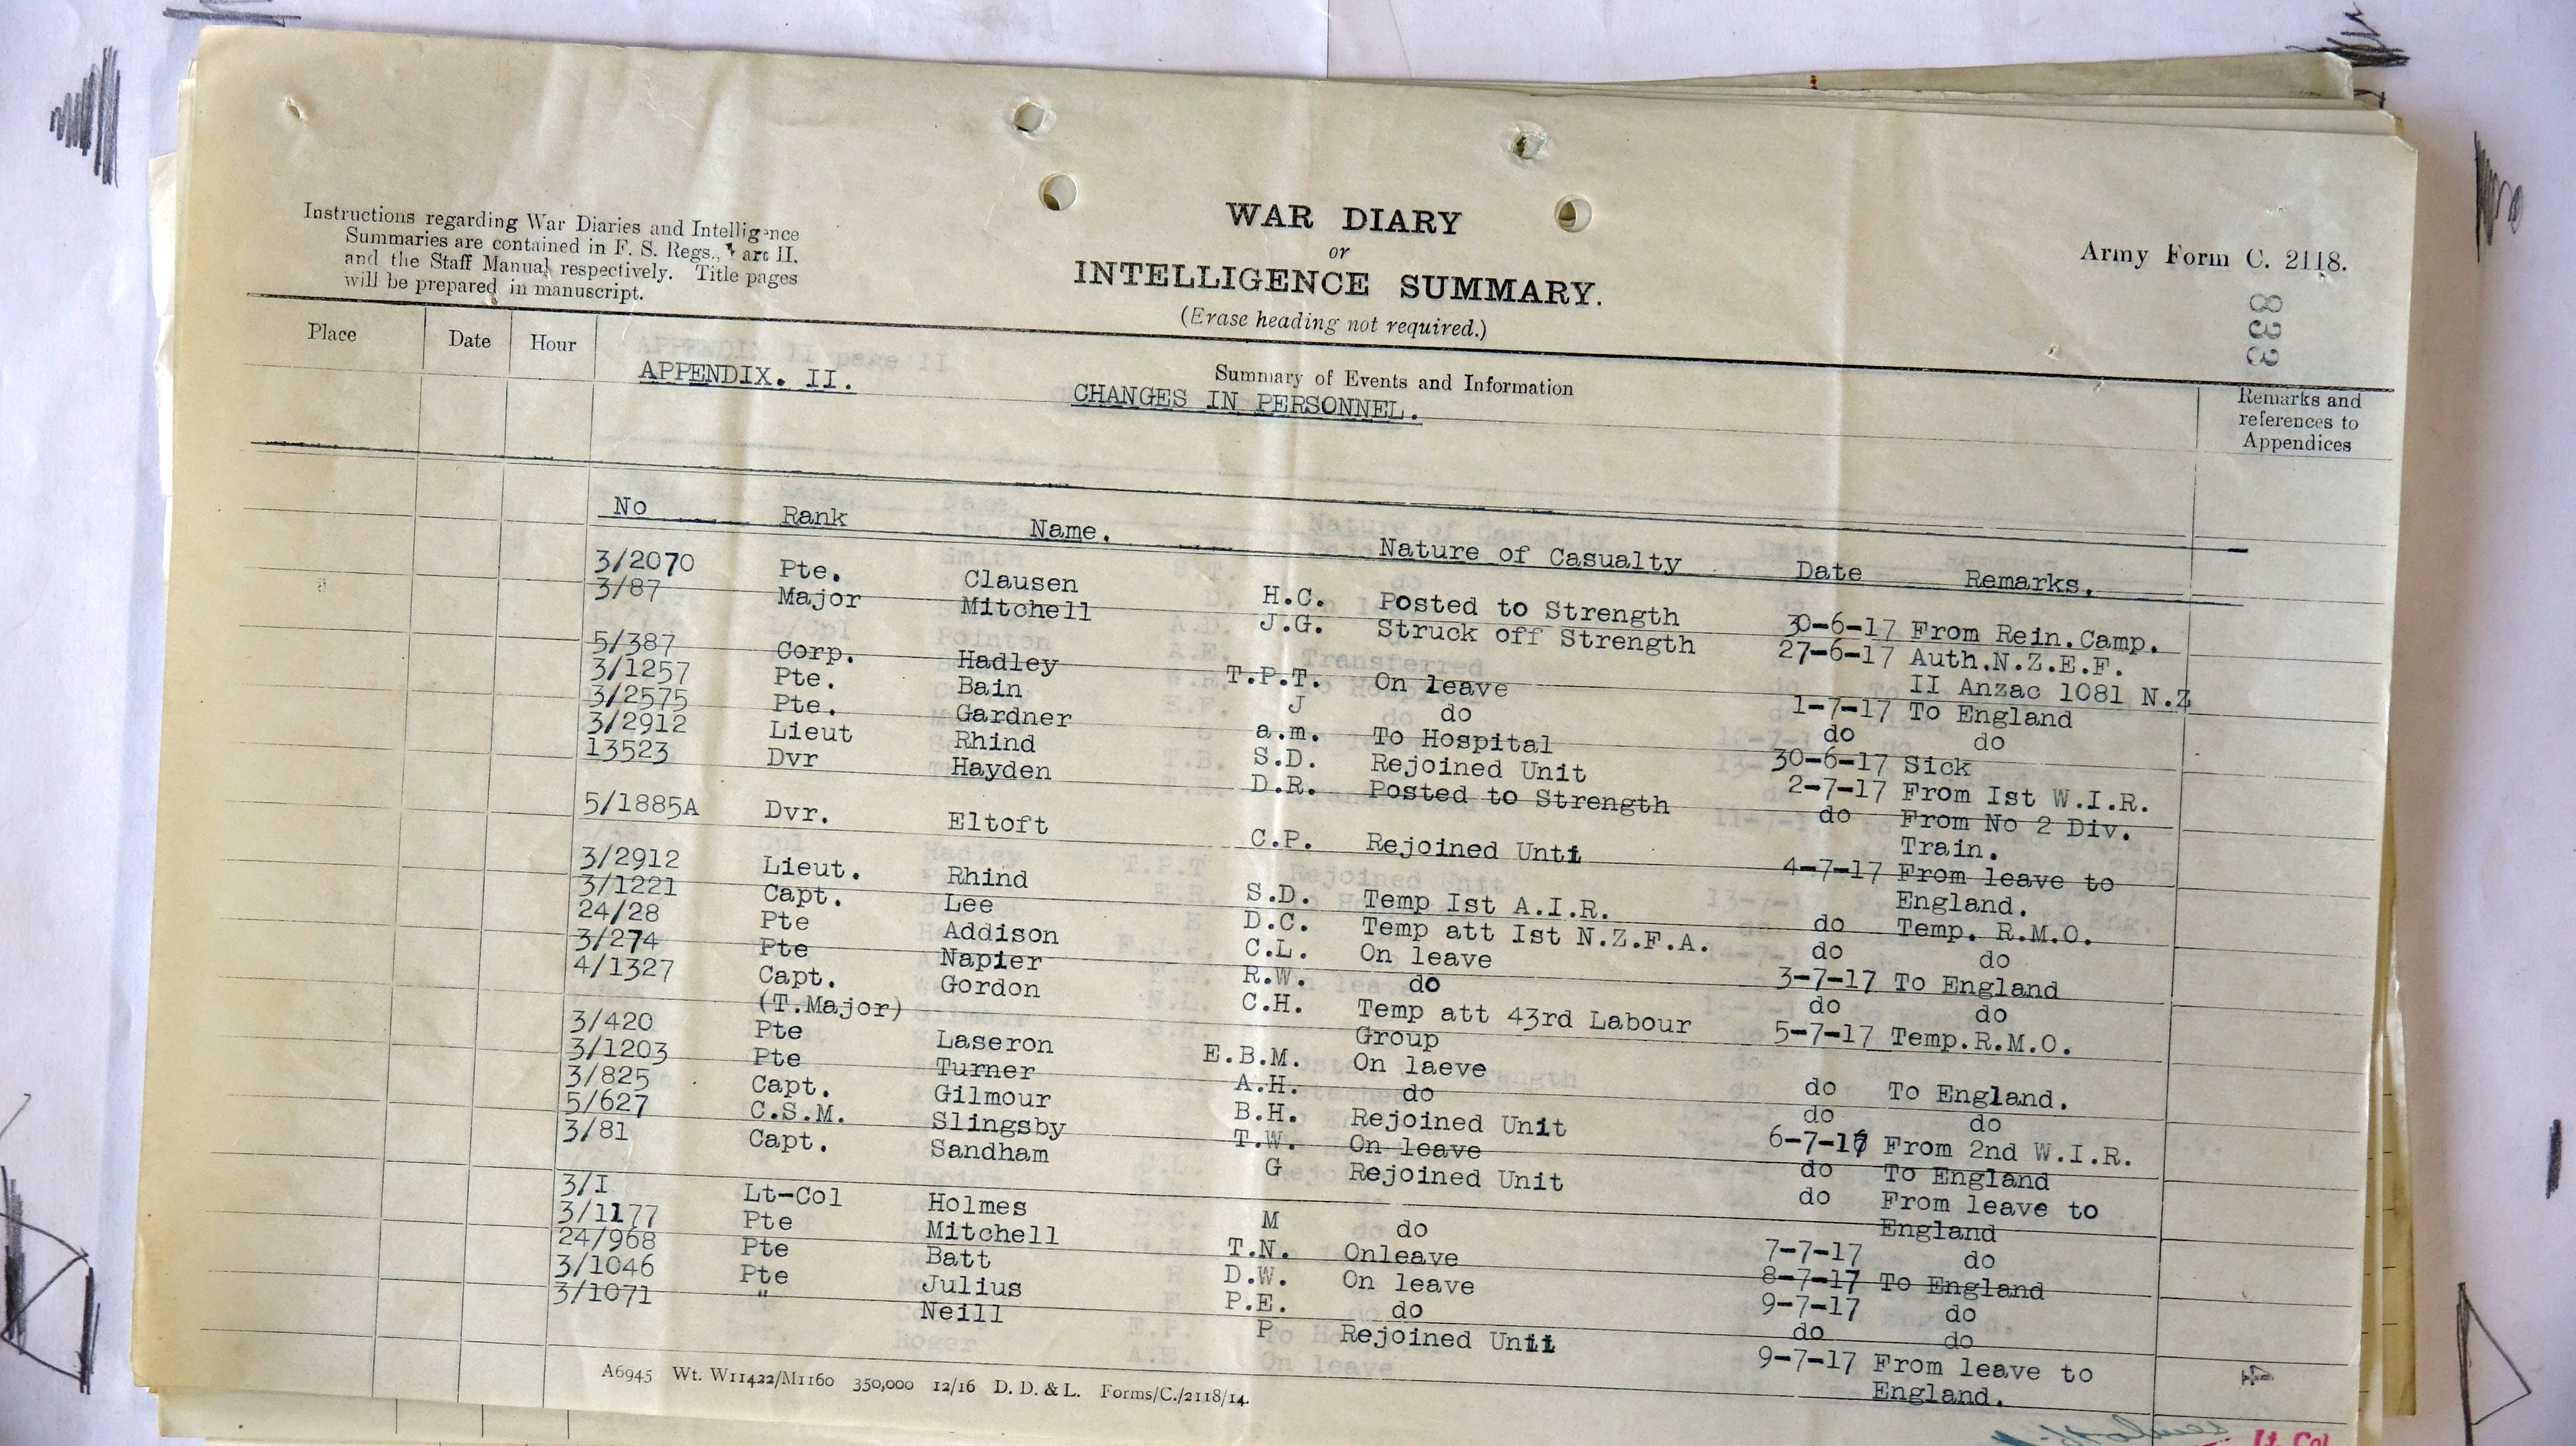 Instructions regarding War Diaries and Intelligence
Summaries are contained in F. S. Regs., Part II.
and the Staff Manual respectively. Title pages
will be prepared in manuscript.
WAR DIARY
or
INTELLIGENCE SUMMARY.
(Erase heading not required.)
Army Form C. 2118.
833
Place Date Hour Summary of Events and Information Remarks and references to Appendices
APPENDIX. II. CHANGES IN PERSONNEL.
No Rank Name. Nature of Casualty Date Remarks.
3/2070 Pte. Clausen H.C. Posted to Strength 30-6-17 From Rein.Camp.
3/87 Major Mitchell J.G. Struck off Strength 27-6-17 Auth.N.Z.E.F.
II Anzac 1081 N.Z
5/387 Corp. Hadley T.P.T. On leave 1-7-17 To England
3/1257 Pte. Bain J do do do
3/2575 Pte. Gardner a.m. To Hospital 30-6-17 Sick
3/2912 Lieut Rhind S.D. Rejoined Unit 2-7-17 From Ist W.I.R.
13523 Dvr Hayden D.R. Posted to Strength do From No 2 Div.
Train.
5/1885A Dvr. Eltoft C.P. Rejoined Unti 4-7-17 From leave to
England.
3/2912 Lieut. Rhind S.D. Temp Ist A.I.R. do Temp. R.M.O.
3/1221 Capt. Lee D.C. Temp att Ist N.Z.F.A. do do
24/28 Pte Addison C.L. On leave 3-7-17 To England
3/274 Pte Napier R.W. do do do
4/1327 Capt. Gordon C.H. Temp att 43rd Labour 5-7-17 Temp.R.M.O.
(T.Major) Group
3/420 Pte Laseron E.B.M. On laeve do To England.
3/1203 Pte Turner A.H. do do do
3/825 Capt. Gilmour B.H. Rejoined Unit 6-7-17 From 2nd W.I.R.
5/627 C.S.M. Slingsby T.W. On leave do To England
3/81 Capt. Sandham G Rejoined Unit do From leave to
England
3/I Lt-Col Holmes M do 7-7-17 do
3/1177 Pte Mitchell T.N. Onleave 8-7-17 To England
24/968 Pte Batt D.W. On leave 9-7-17 do
3/1046 Pte Julius P.E. do do do
3/1071 " Neill P Rejoined Unii 9-7-17 From leave to
England.
A6945 Wt. W11422/M1160 350,000 12/16 D. D. & L. Forms/C./2118/14.
Lt Col